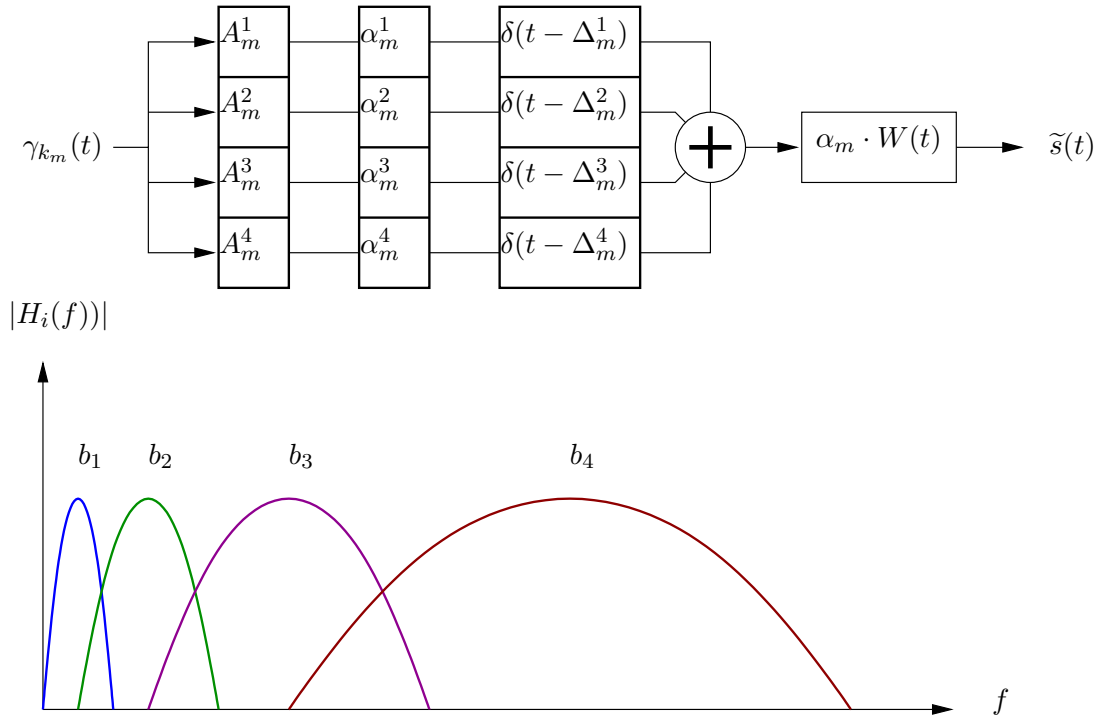 A_m^1 α_m^1 δ(t − Δ_m^1)
A_m^2 α_m^2 δ(t − Δ_m^2)
γ_{k_m}(t) + α_m · W(t) s̃(t)
A_m^3 α_m^3 δ(t − Δ_m^3)
A_m^4 α_m^4 δ(t − Δ_m^4)
|H_i(f))|
b_1 b_2 b_3 b_4
f